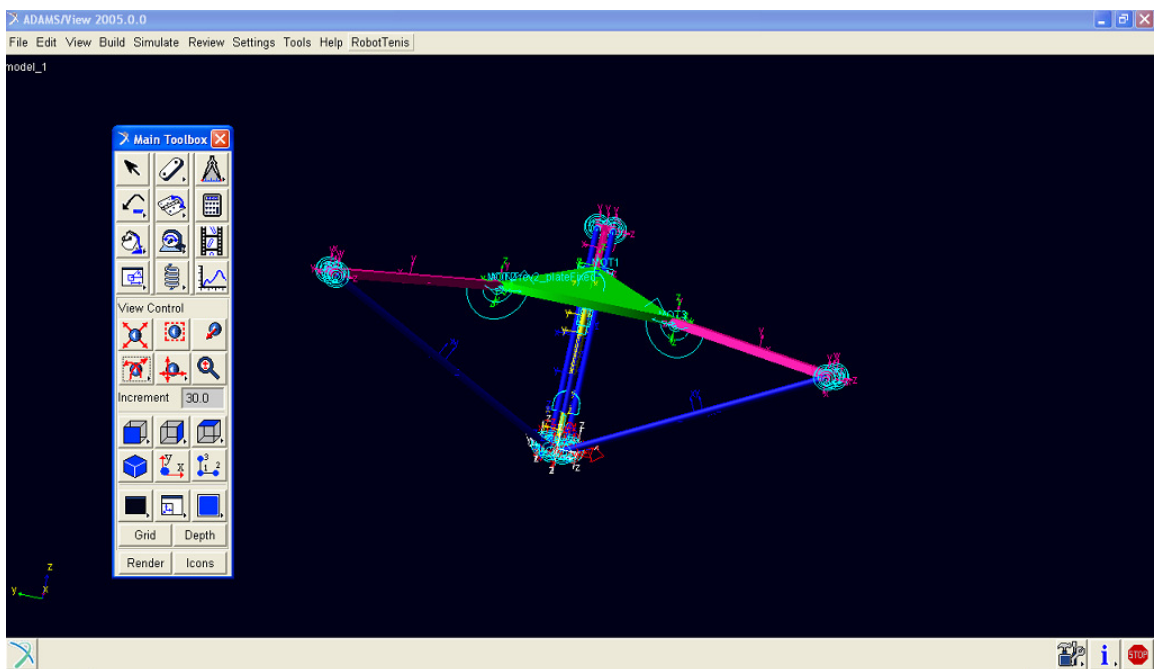 ADAMS/View 2005.0.0
File Edit View Build Simulate Review Settings Tools Help RobotTenis
model_1
Main Toolbox
View Control
Increment 30.0
Grid Depth
Render Icons
z
y x
STOP